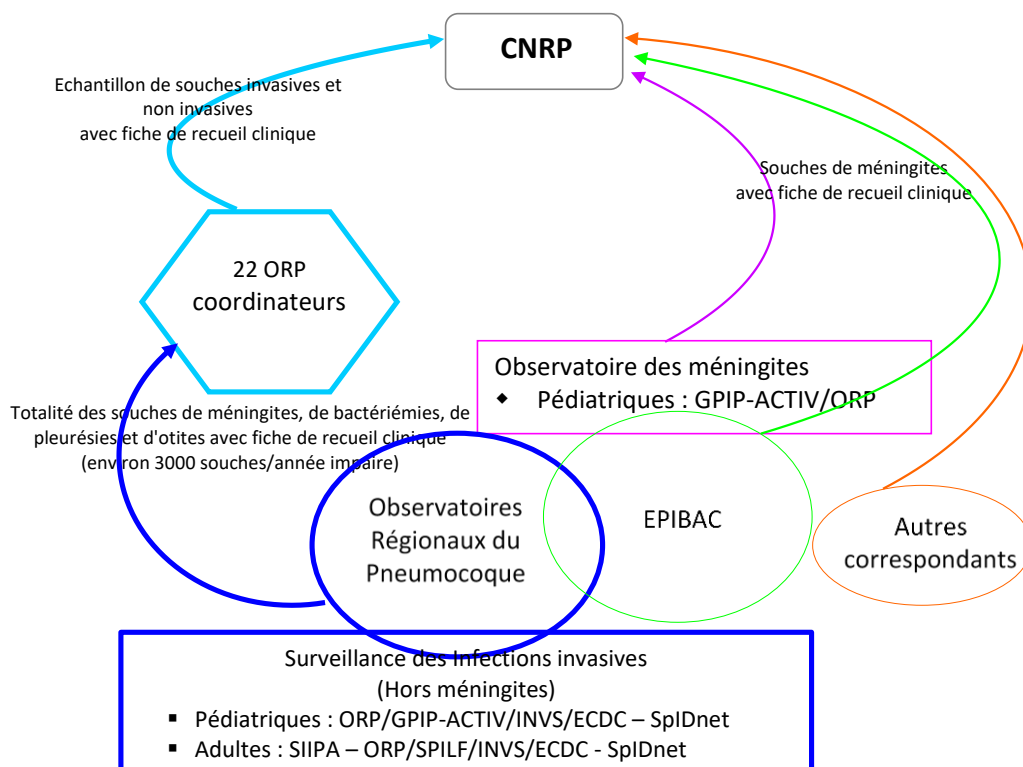 CNRP
Echantillon de souches invasives et
non invasives
avec fiche de recueil clinique
Souches de méningites
avec fiche de recueil clinique
22 ORP
coordinateurs
Observatoire des méningites
◆ Pédiatriques : GPIP-ACTIV/ORP
Totalité des souches de méningites, de bactériémies, de
pleurésies et d'otites avec fiche de recueil clinique
(environ 3000 souches/année impaire)
Observatoires
Régionaux du
Pneumocoque
EPIBAC
Autres
correspondants
Surveillance des Infections invasives
(Hors méningites)
▪ Pédiatriques : ORP/GPIP-ACTIV/INVS/ECDC – SpIDnet
▪ Adultes : SIIPA – ORP/SPILF/INVS/ECDC - SpIDnet